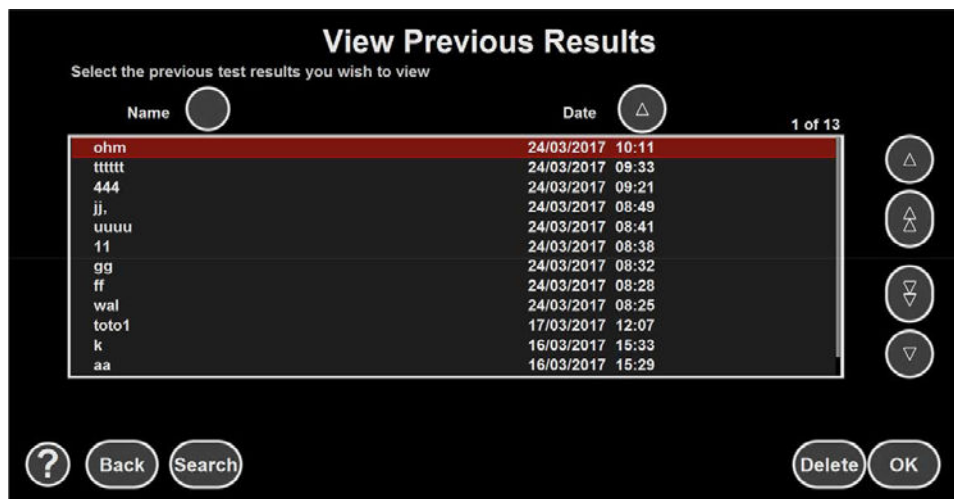 View Previous Results
Select the previous test results you wish to view
Name Date
1 of 13
ohm 24/03/2017 10:11
tttttt 24/03/2017 09:33
444 24/03/2017 09:21
jj, 24/03/2017 08:49
uuuu 24/03/2017 08:41
11 24/03/2017 08:38
gg 24/03/2017 08:32
ff 24/03/2017 08:28
wal 24/03/2017 08:25
toto1 17/03/2017 12:07
k 16/03/2017 15:33
aa 16/03/2017 15:29
? Back Search Delete OK